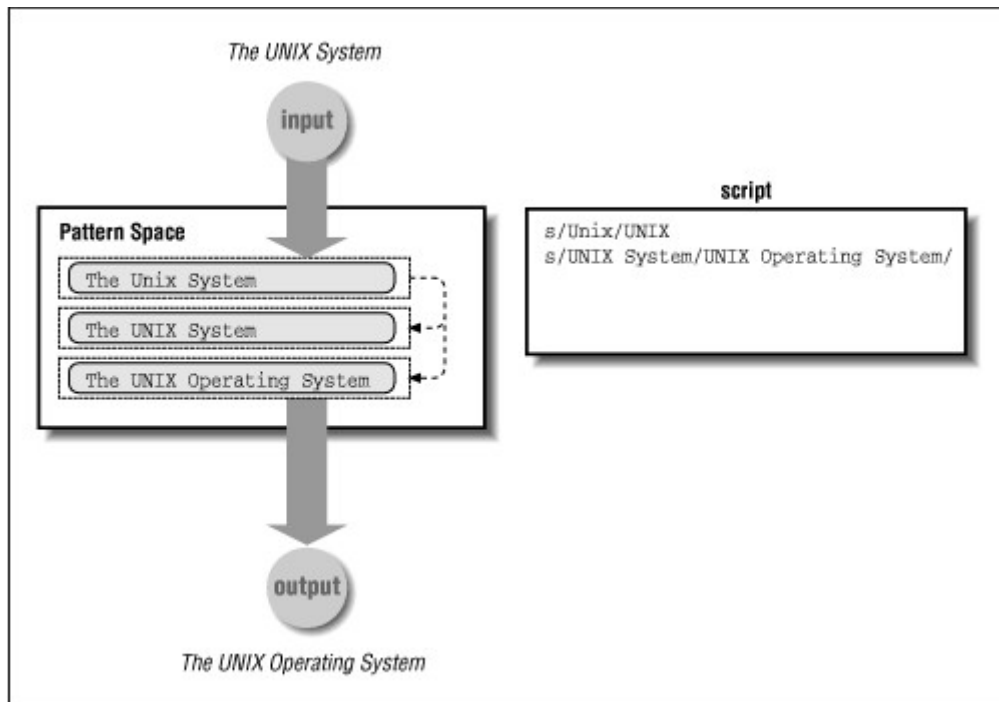 The UNIX System
input
Pattern Space
The Unix System
The UNIX System
The UNIX Operating System
output
The UNIX Operating System
script
s/Unix/UNIX
s/UNIX System/UNIX Operating System/